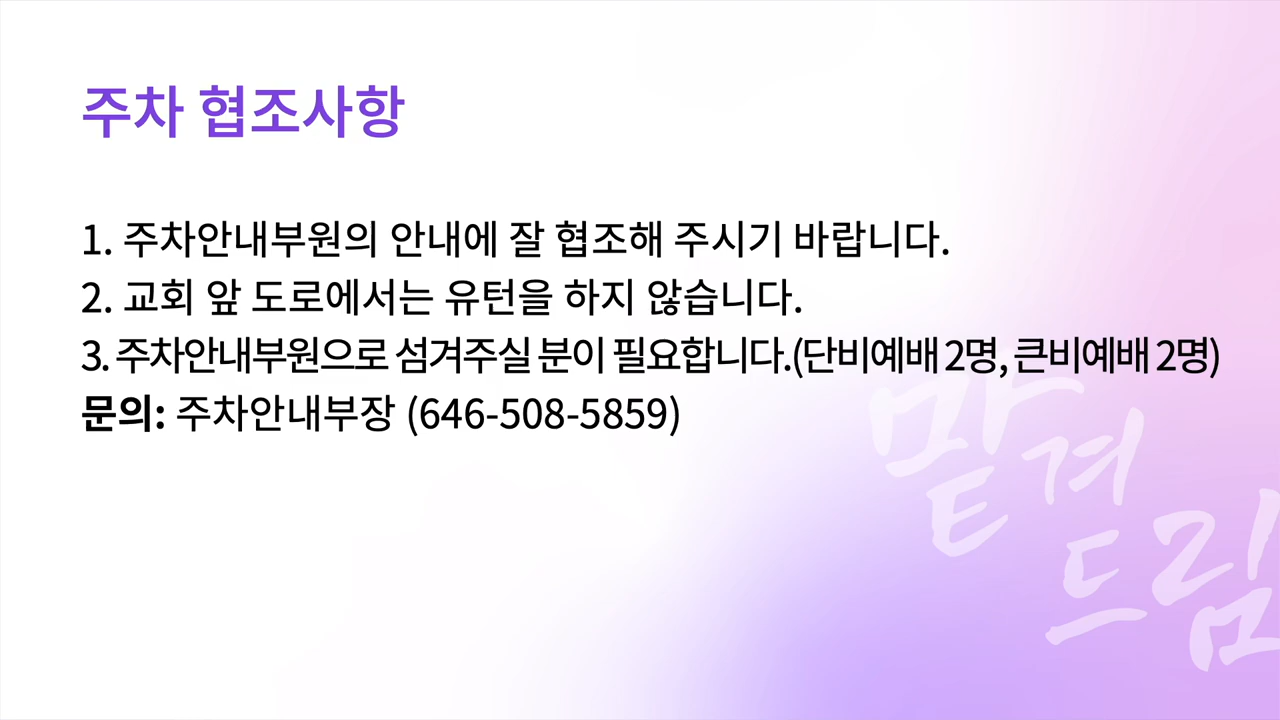 주차 협조사항
1. 주차안내부원의 안내에 잘 협조해 주시기 바랍니다.
2. 교회 앞 도로에서는 유턴을 하지 않습니다.
3. 주차안내부원으로 섬겨주실 분이 필요합니다.(단비예배 2명, 큰비예배 2명)
문의: 주차안내부장 (646-508-5859)
맡겨
드림